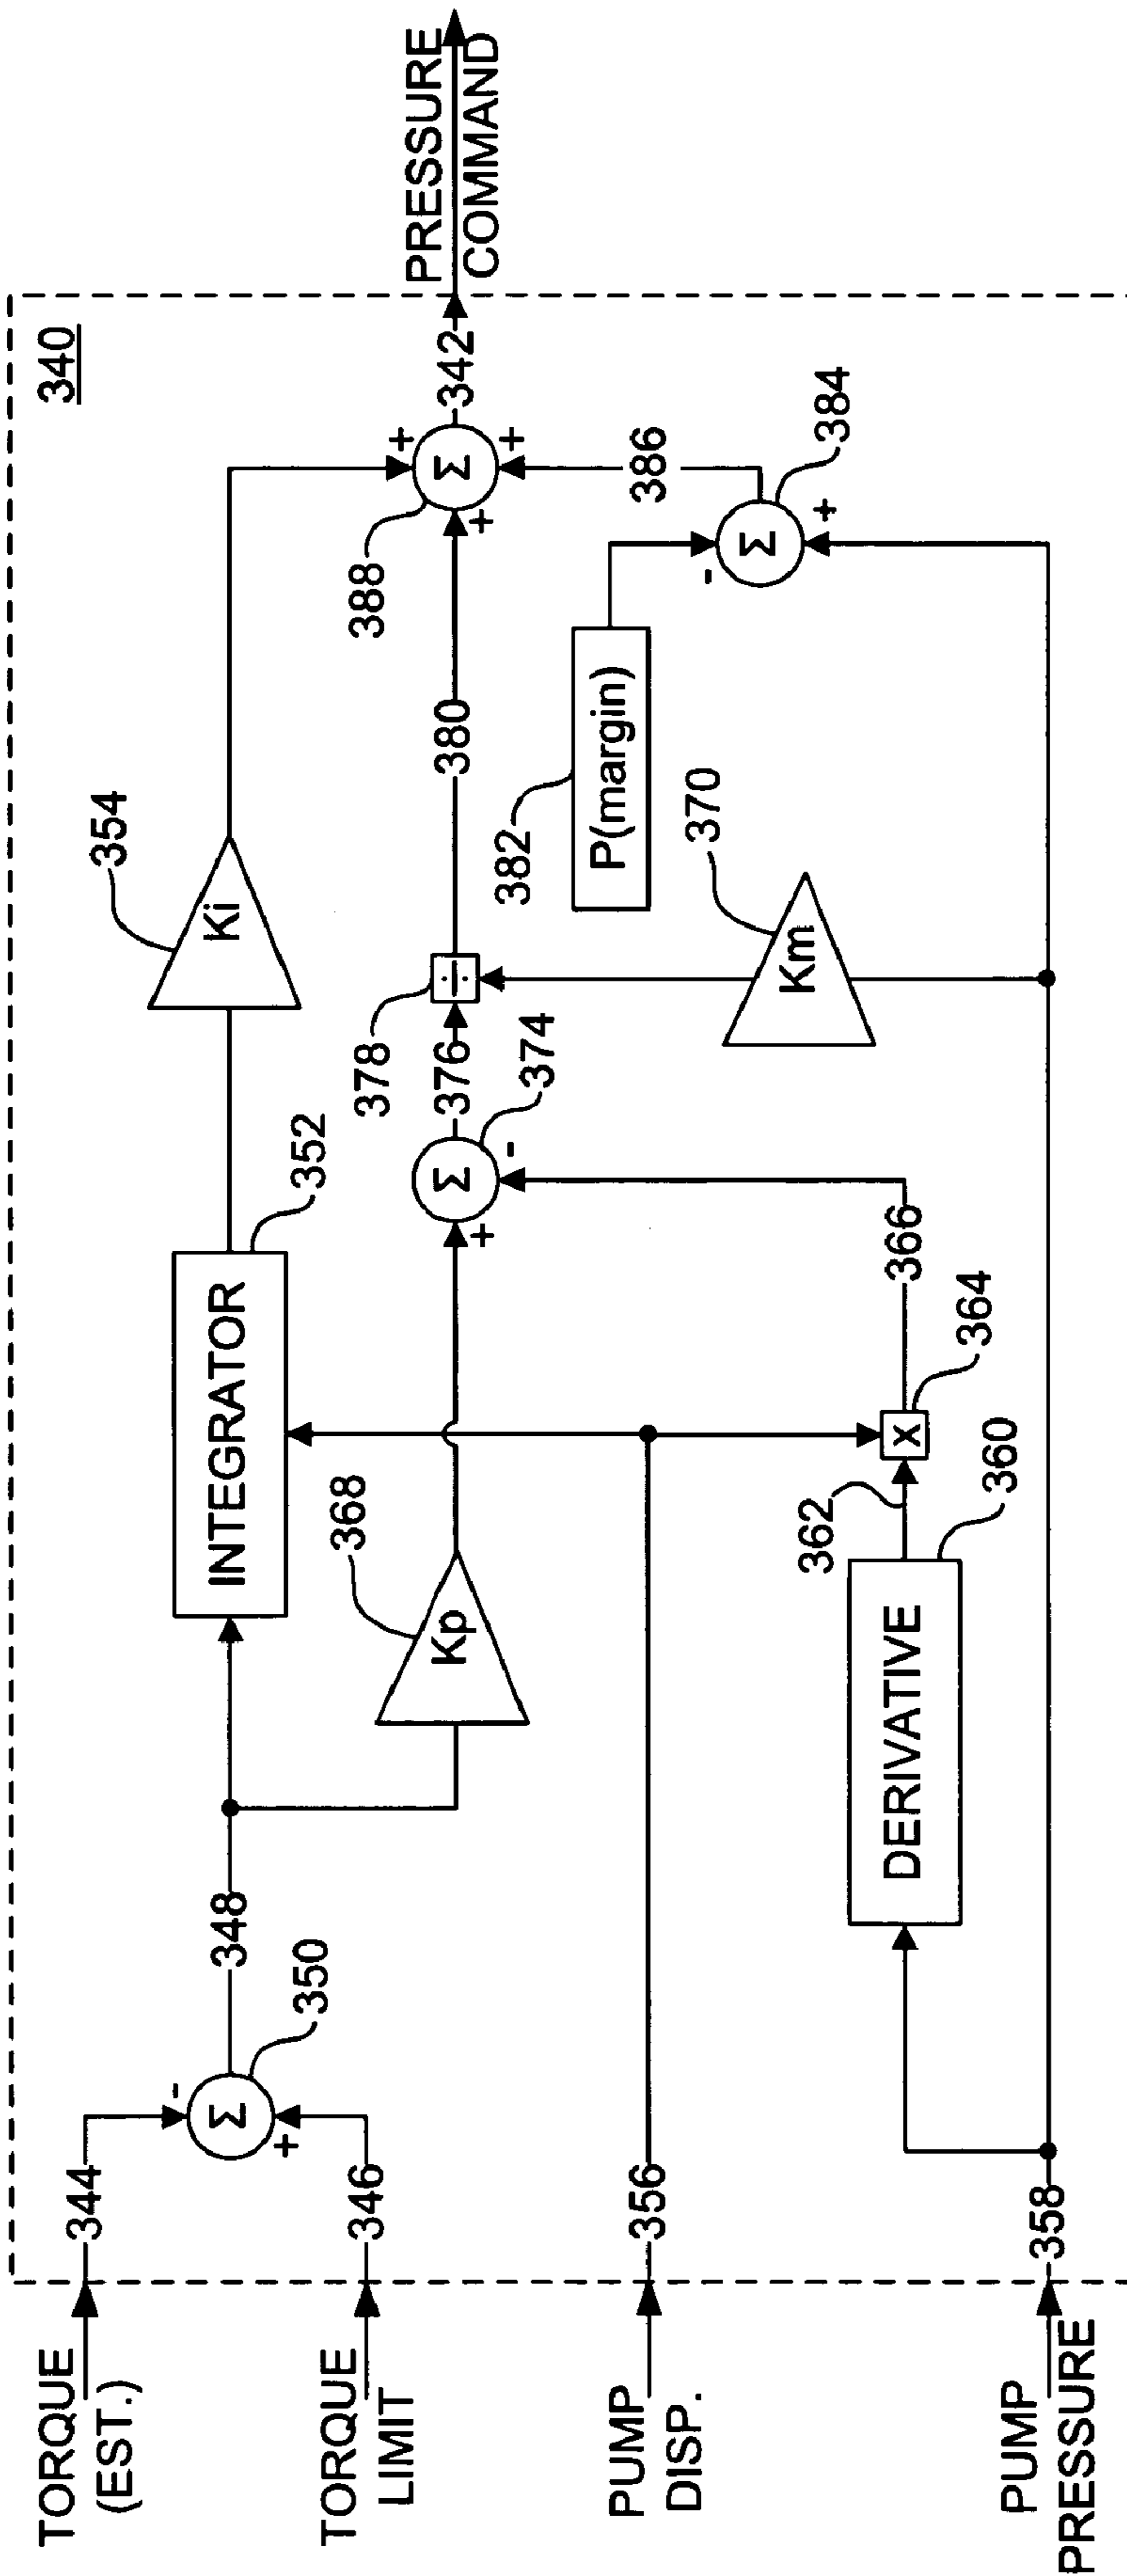 340
TORQUE
(EST.)
344
-
Σ
+
350
TORQUE
LIMIT
346
348
INTEGRATOR
352
Ki
354
Kp
368
PUMP
DISP.
356
PUMP
PRESSURE
358
DERIVATIVE
360
362
x
364
366
+
Σ
-
374
376
÷
378
380
Km
370
P(margin)
382
-
Σ
+
384
386
+
Σ
+
+
388
342
PRESSURE
COMMAND